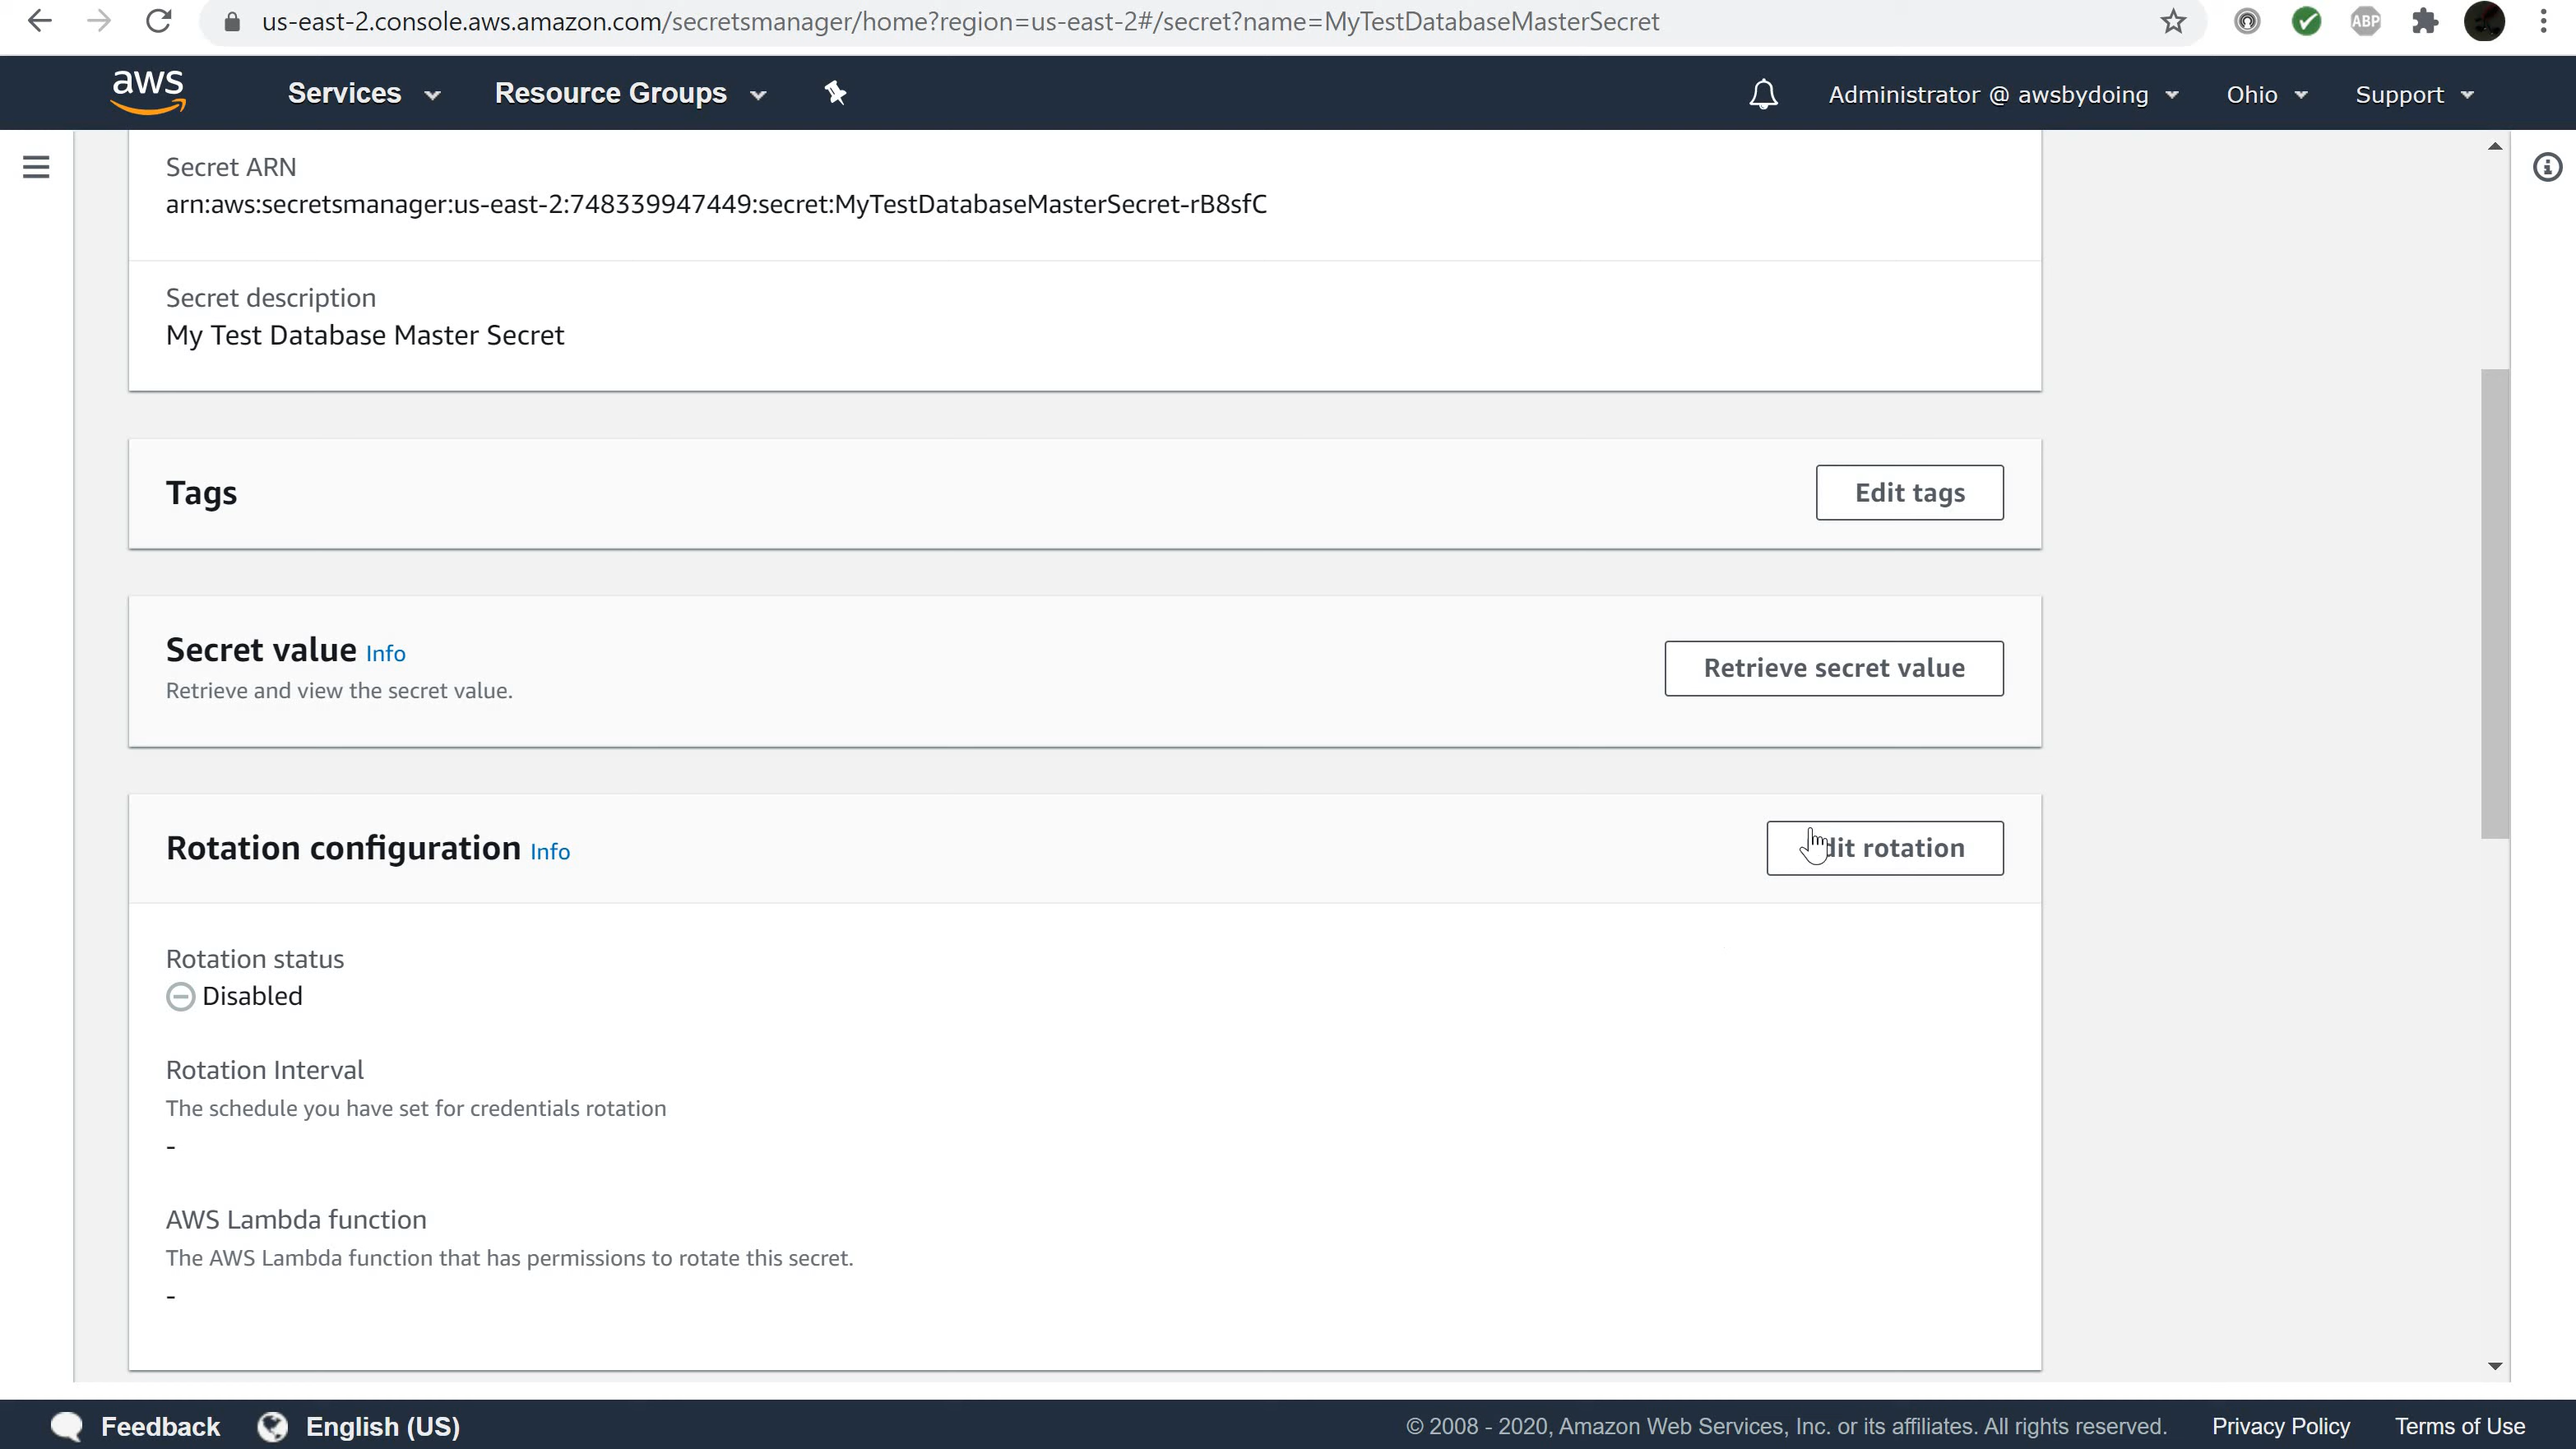 us-east-2.console.aws.amazon.com/secretsmanager/home?region=us-east-2#/secret?name=MyTestDatabaseMasterSecret
ABP
aws Services Resource Groups Administrator @ awsbydoing Ohio Support
Secret ARN
arn:aws:secretsmanager:us-east-2:748339947449:secret:MyTestDatabaseMasterSecret-rB8sfC
Secret description
My Test Database Master Secret
Tags
Edit tags
Secret value Info
Retrieve and view the secret value.
Retrieve secret value
Rotation configuration Info
dit rotation
Rotation status
Disabled
Rotation Interval
The schedule you have set for credentials rotation
-
AWS Lambda function
The AWS Lambda function that has permissions to rotate this secret.
-
Feedback English (US) © 2008 - 2020, Amazon Web Services, Inc. or its affiliates. All rights reserved. Privacy Policy Terms of Use